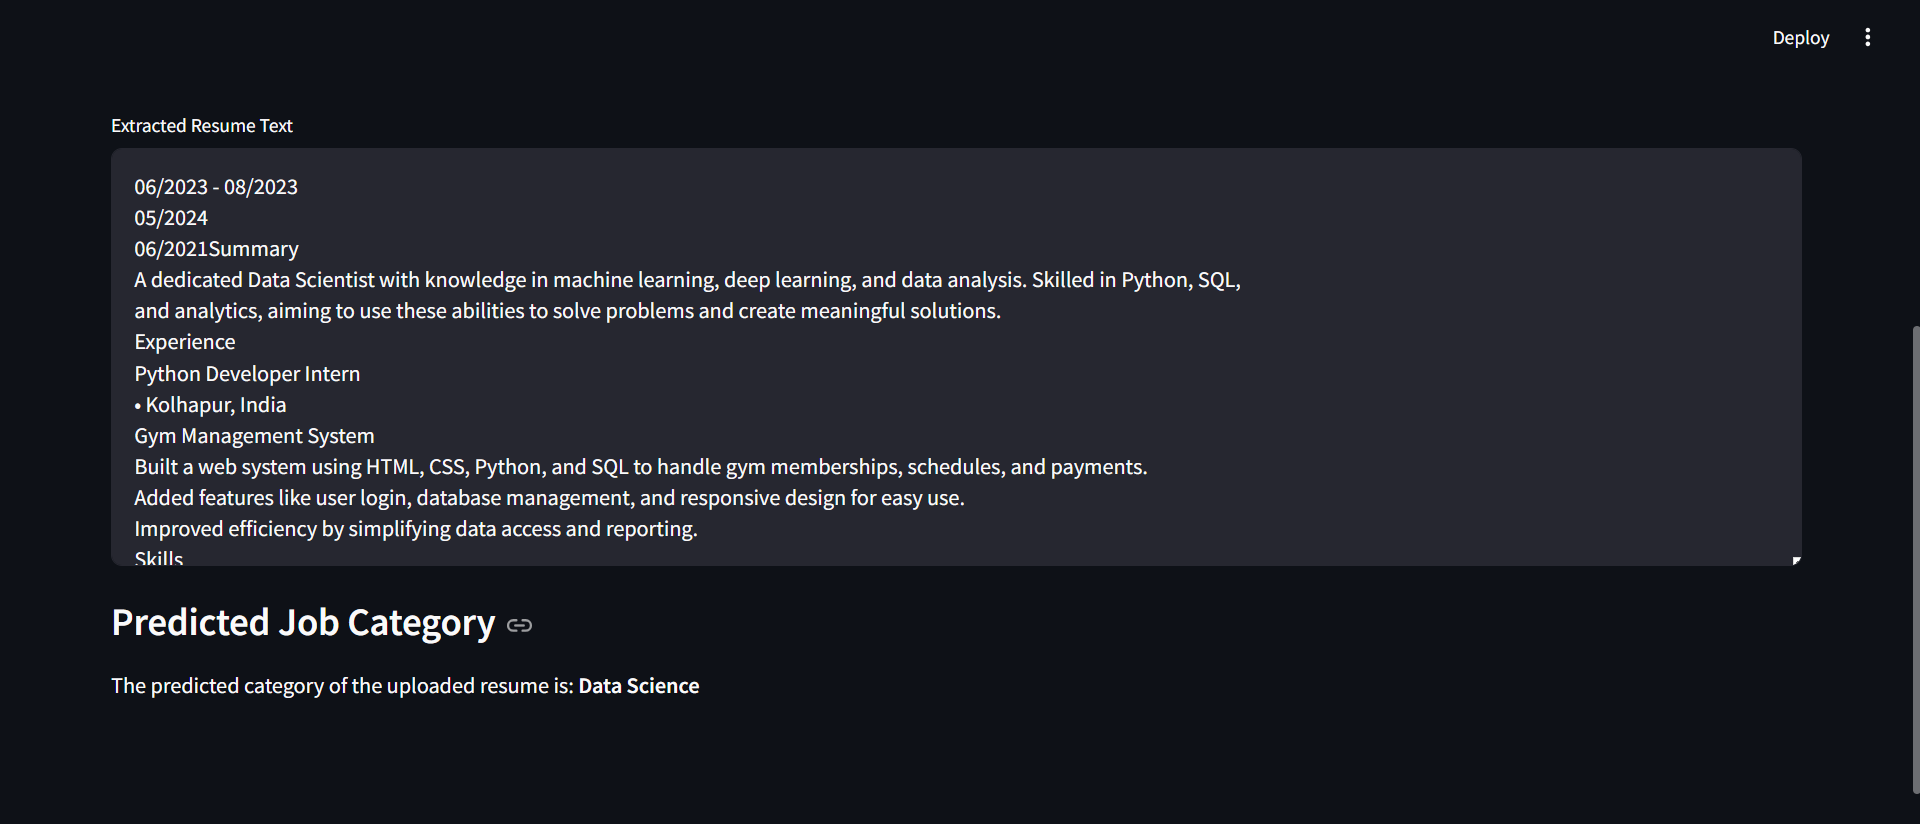 Deploy
Extracted Resume Text
06/2023 - 08/2023
05/2024
06/2021Summary
A dedicated Data Scientist with knowledge in machine learning, deep learning, and data analysis. Skilled in Python, SQL,
and analytics, aiming to use these abilities to solve problems and create meaningful solutions.
Experience
Python Developer Intern
• Kolhapur, India
Gym Management System
Built a web system using HTML, CSS, Python, and SQL to handle gym memberships, schedules, and payments.
Added features like user login, database management, and responsive design for easy use.
Improved efficiency by simplifying data access and reporting.
Skills
Predicted Job Category
The predicted category of the uploaded resume is: Data Science